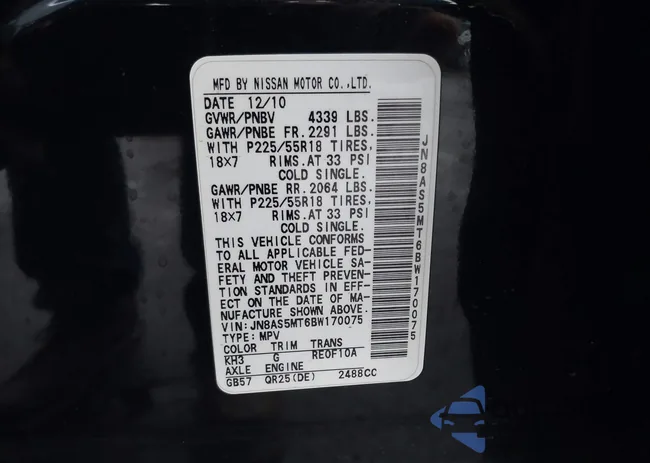 MFD BY NISSAN MOTOR CO.,LTD.
DATE 12/10
GVWR/PNBV 4339 LBS.
GAWR/PNBE FR. 2291 LBS.
WITH P225/55R18 TIRES,
18X7 RIMS.AT 33 PSI
COLD SINGLE.
GAWR/PNBE RR. 2064 LBS.
WITH P225/55R18 TIRES,
18X7 RIMS.AT 33 PSI
COLD SINGLE.
THIS VEHICLE CONFORMS
TO ALL APPLICABLE FED-
ERAL MOTOR VEHICLE SA-
FETY AND THEFT PREVEN-
TION STANDARDS IN EFF-
ECT ON THE DATE OF MA-
NUFACTURE SHOWN ABOVE.
VIN:JN8AS5MT6BW170075
TYPE:MPV
COLOR TRIM TRANS
KH3 G RE0F10A
AXLE ENGINE
GB57 QR25(DE) 2488CC
JN8AS5MT6BW170075